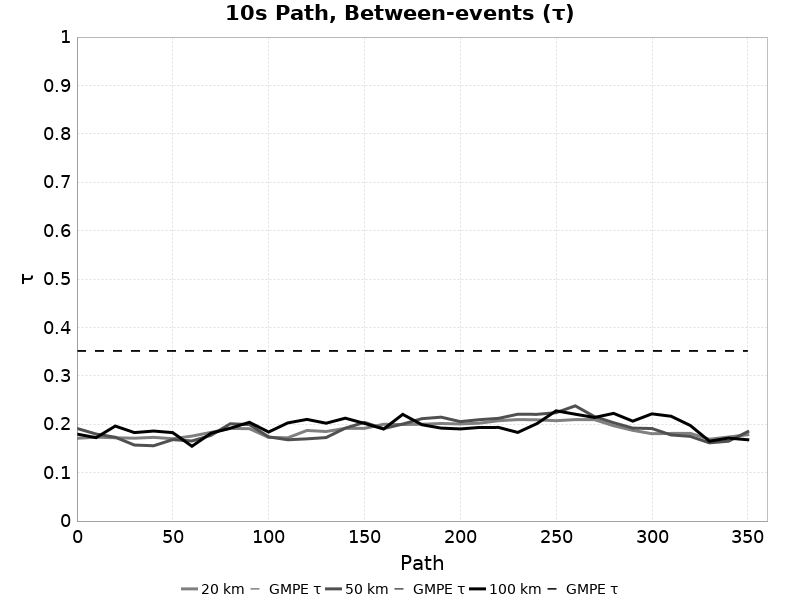 10s Path, Between-events (τ)
1
0.9
0.8
0.7
0.6
0.5
0.4
0.3
0.2
0.1
0
τ
0 50 100 150 200 250 300 350
Path
20 km GMPE τ 50 km GMPE τ 100 km GMPE τ